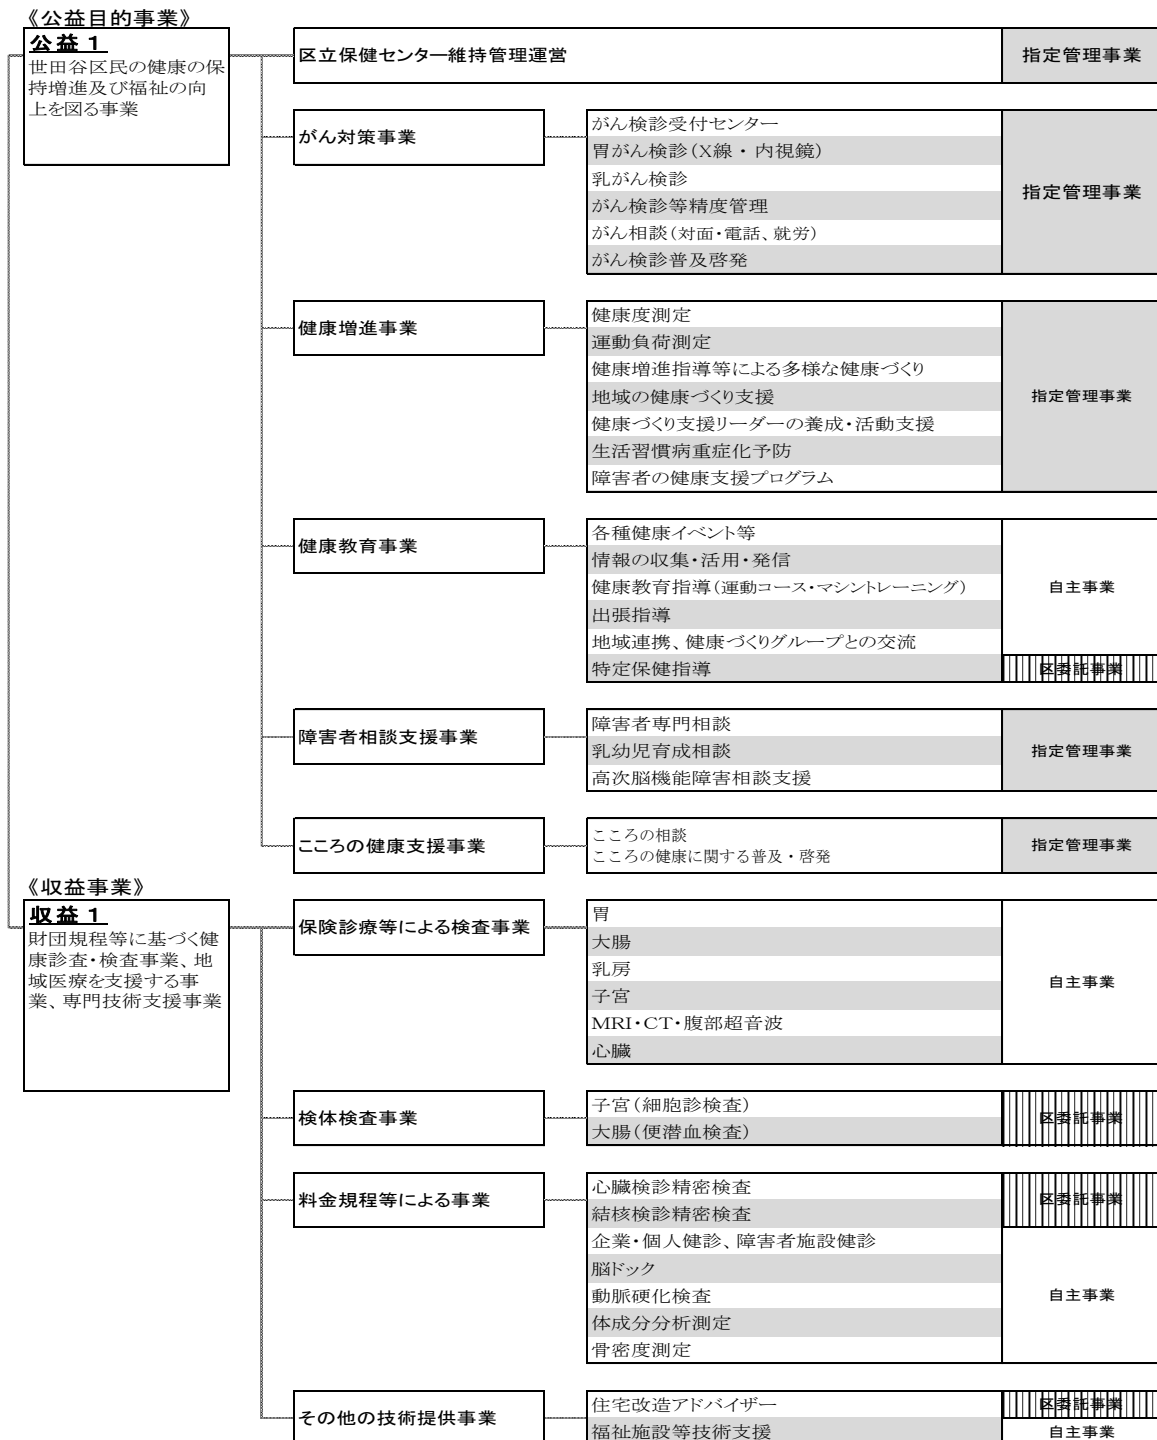 《公益目的事業》
公益１
世田谷区民の健康の保
持増進及び福祉の向
上を図る事業
区立保健センター維持管理運営
指定管理事業
がん対策事業
がん検診受付センター
胃がん検診（X線・内視鏡）
乳がん検診
がん検診等精度管理
がん相談（対面・電話、就労）
がん検診普及啓発
指定管理事業
健康増進事業
健康度測定
運動負荷測定
健康増進指導等による多様な健康づくり
地域の健康づくり支援
健康づくり支援リーダーの養成・活動支援
生活習慣病重症化予防
障害者の健康支援プログラム
指定管理事業
健康教育事業
各種健康イベント等
情報の収集・活用・発信
健康教育指導（運動コース・マシントレーニング）
出張指導
地域連携、健康づくりグループとの交流
自主事業
特定保健指導
区委託事業
障害者相談支援事業
障害者専門相談
乳幼児育成相談
高次脳機能障害相談支援
指定管理事業
こころの健康支援事業
こころの相談
こころの健康に関する普及・啓発
指定管理事業
《収益事業》
収益１
財団規程等に基づく健
康診査・検査事業、地
域医療を支援する事
業、専門技術支援事業
保険診療等による検査事業
胃
大腸
乳房
子宮
MRI・CT・腹部超音波
心臓
自主事業
検体検査事業
子宮（細胞診検査）
大腸（便潜血検査）
区委託事業
料金規程等による事業
心臓検診精密検査
結核検診精密検査
区委託事業
企業・個人健診、障害者施設健診
脳ドック
動脈硬化検査
体成分分析測定
骨密度測定
自主事業
その他の技術提供事業
住宅改造アドバイザー
区委託事業
福祉施設等技術支援
自主事業